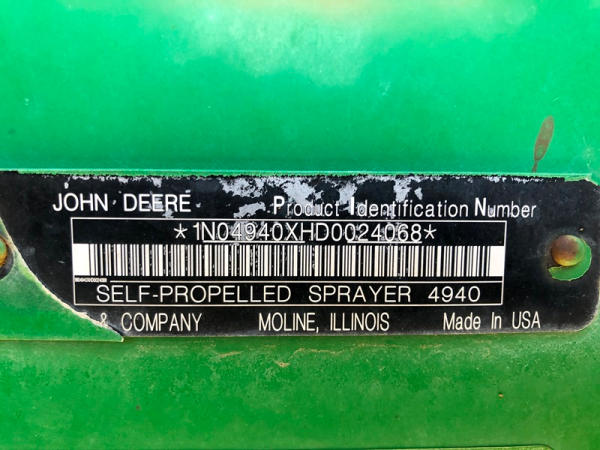 JOHN DEERE Product Identification Number
*1N04940XHD0024068*
SELF-PROPELLED SPRAYER 4940
& COMPANY MOLINE, ILLINOIS Made In USA